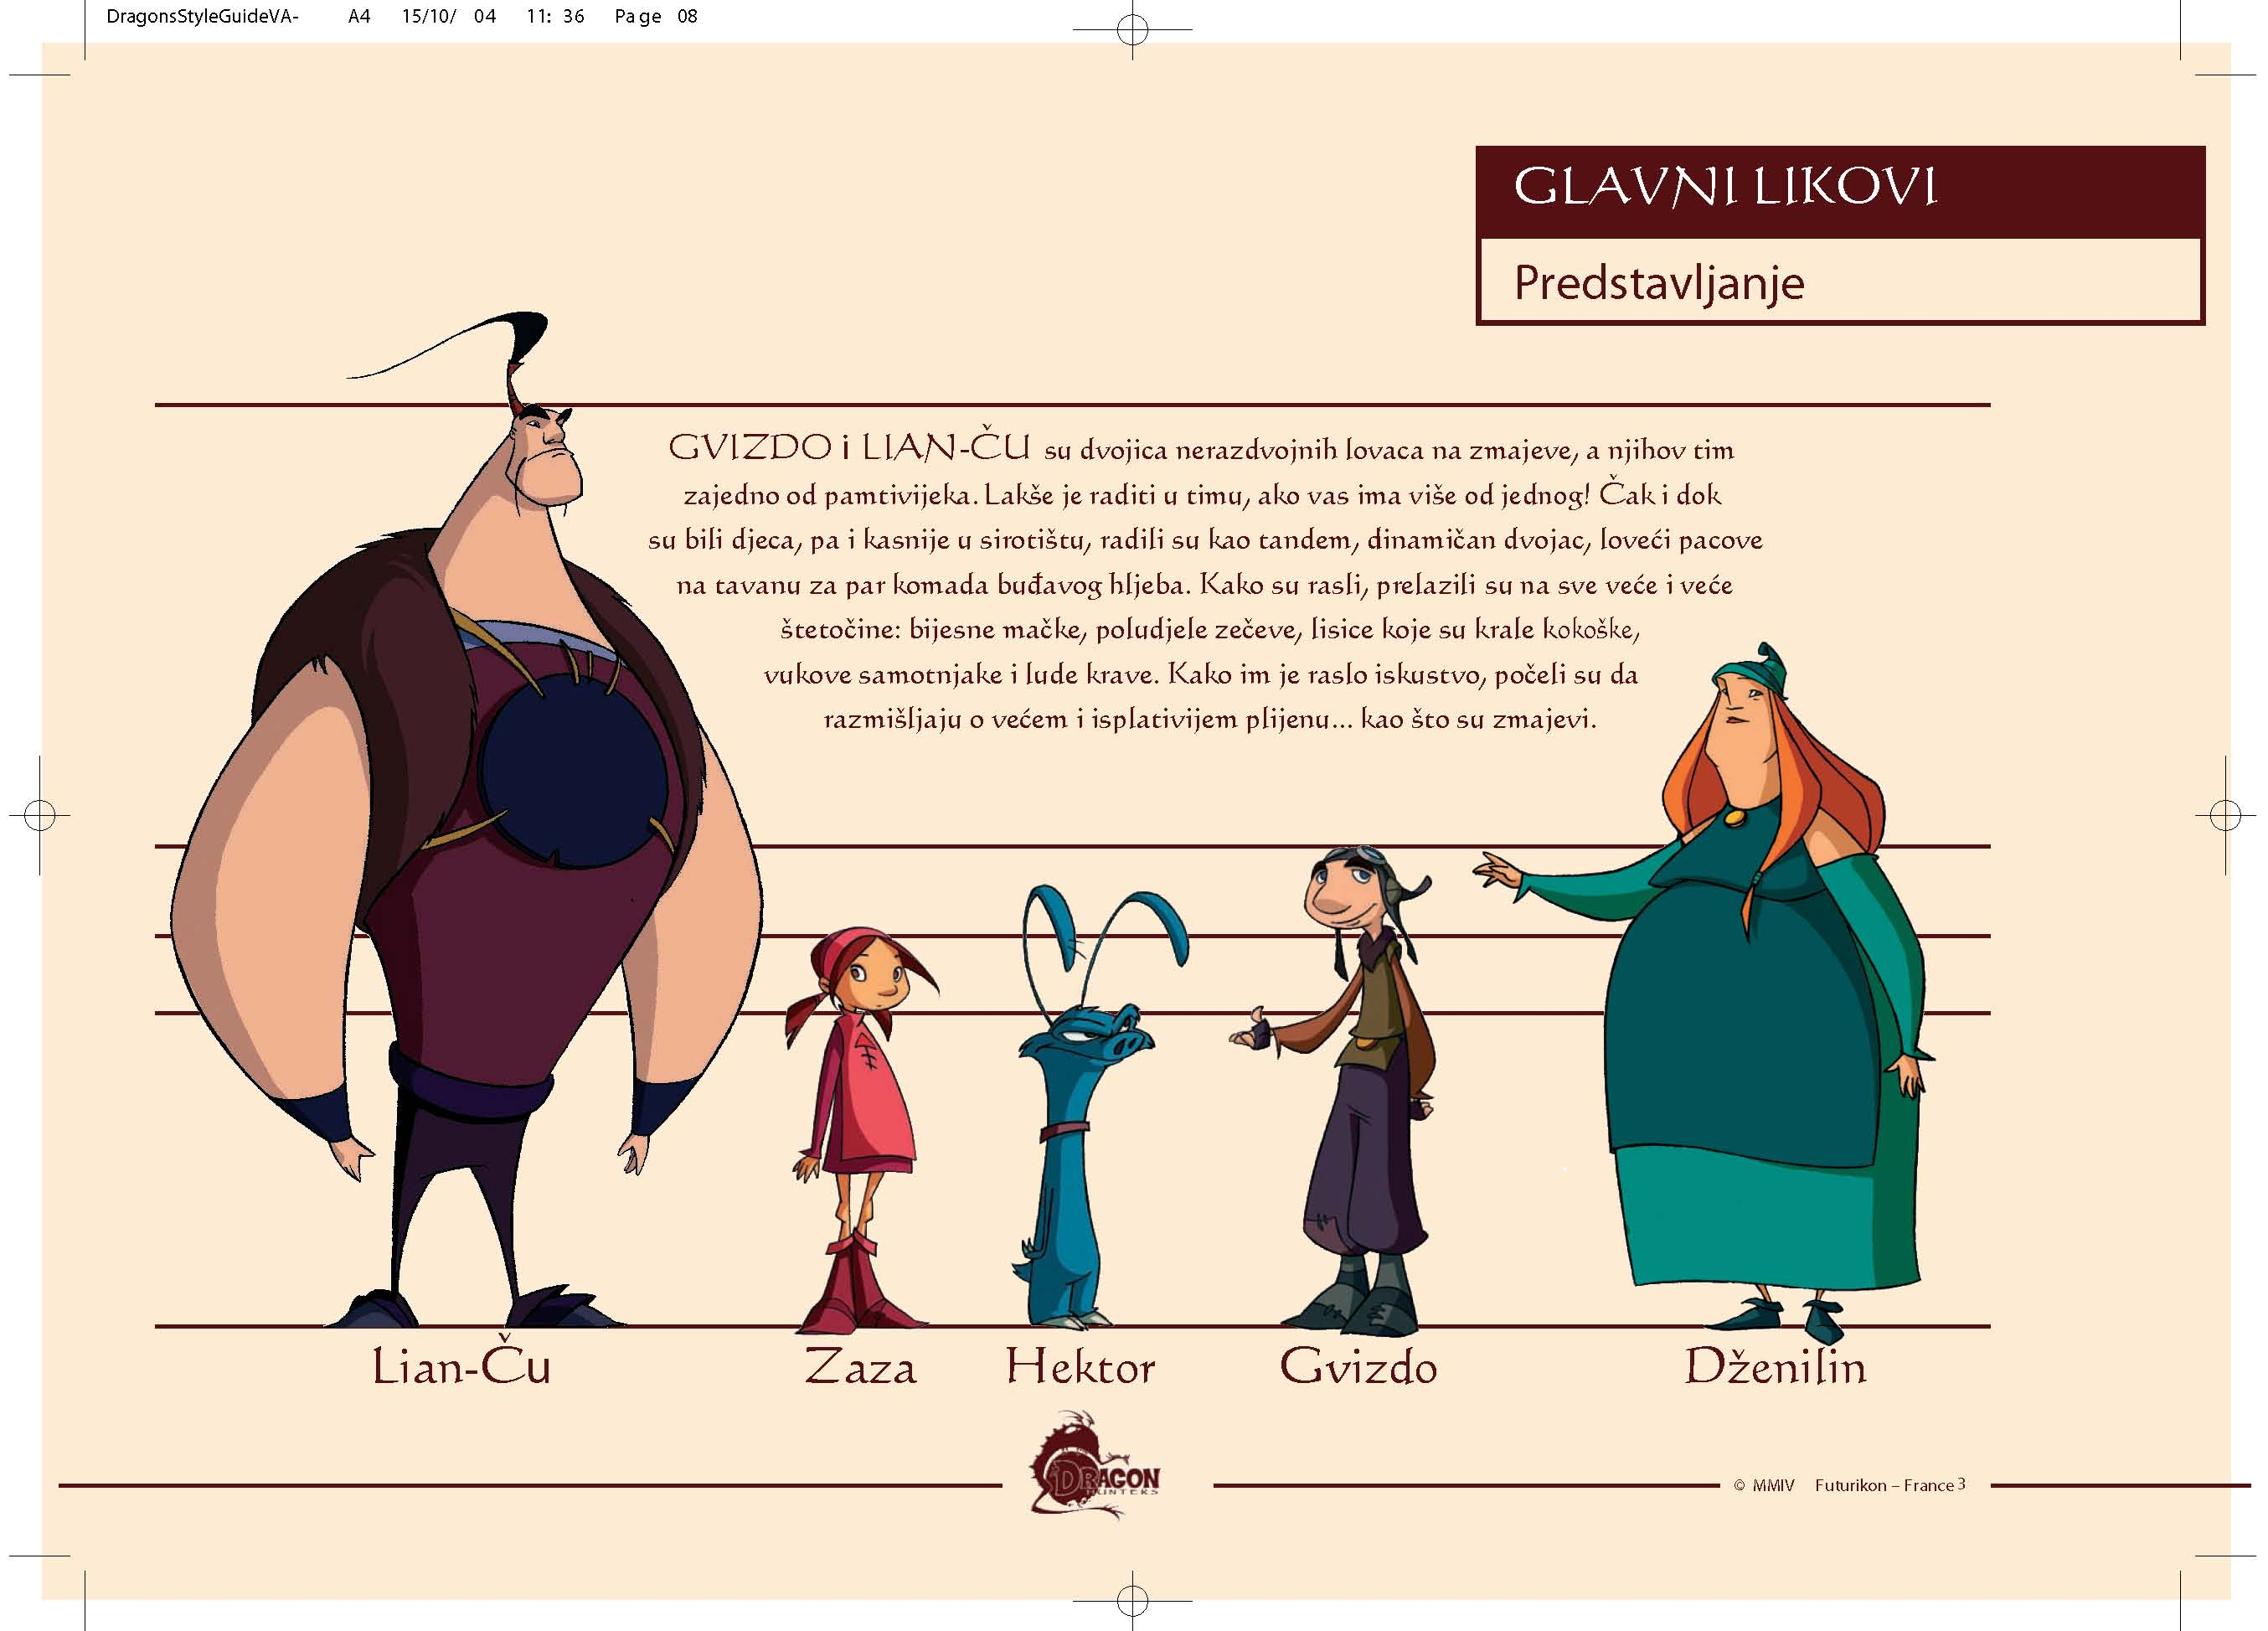 DragonsStyleGuideVA- A4 15/10/ 04 11: 36 Page 08
GLAVNI LIKOVI
Predstavljanje
GVIZDO i LIAN-ČU su dvojica nerazdvojnih lovaca na zmajeve, a njihov tim
zajedno od pamtivijeka. Lakše je raditi u timu, ako vas ima više od jednog! Čak i dok
su bili djeca, pa i kasnije u sirotištu, radili su kao tandem, dinamičan dvojac, loveći pacove
na tavanu za par komada buđavog hljeba. Kako su rasli, prelazili su na sve veće i veće
štetočine: bijesne mačke, poludjele zečeve, lisice koje su krale kokoške,
vukove samotnjake i lude krave. Kako im je raslo iskustvo, počeli su da
razmišljaju o većem i isplativijem plijenu... kao što su zmajevi.
Lian-Ču Zaza Hektor Gvizdo Dženilin
DRAGON
HUNTERS
© MMIV Futurikon – France 3